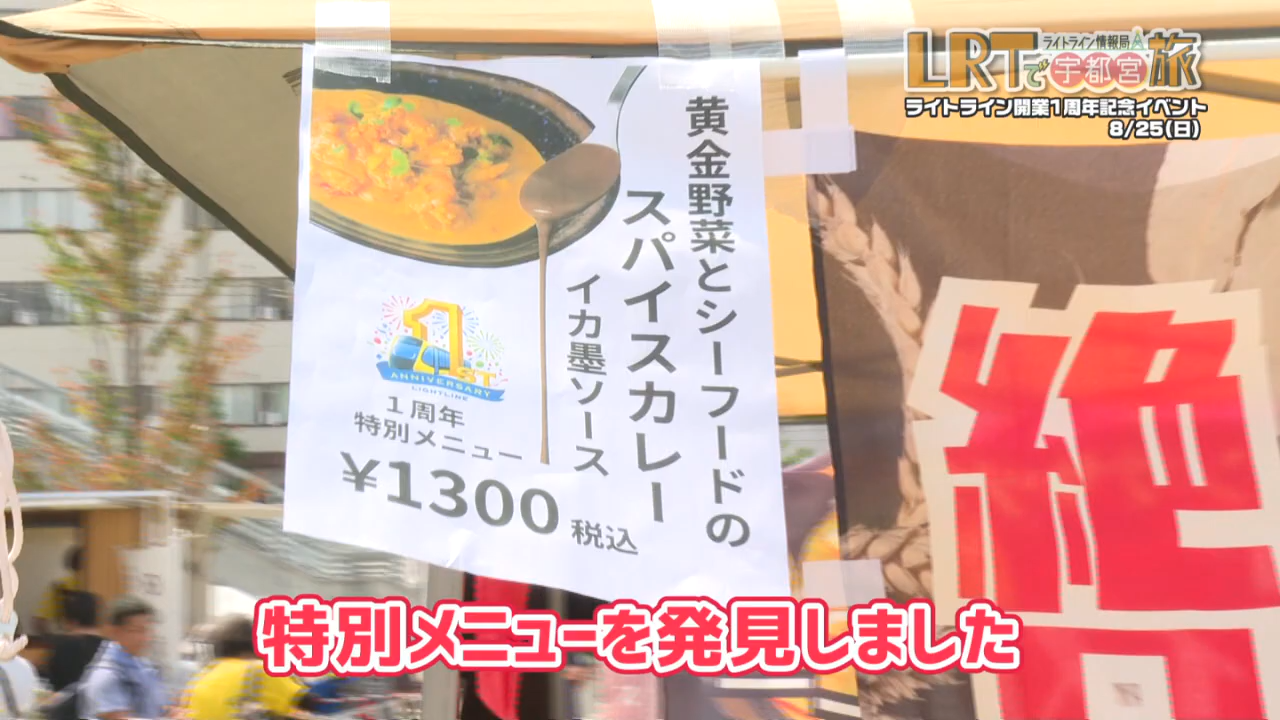 ライトライン情報局
LRTで宇都宮旅
ライトライン開業1周年記念イベント
8/25(日)
黄金野菜とシーフードの
スパイスカレー
イカ墨ソース
1ST
ANNIVERSARY
LIGHTLINE
1周年
特別メニュー
¥1300 税込
絶
特別メニューを発見しました